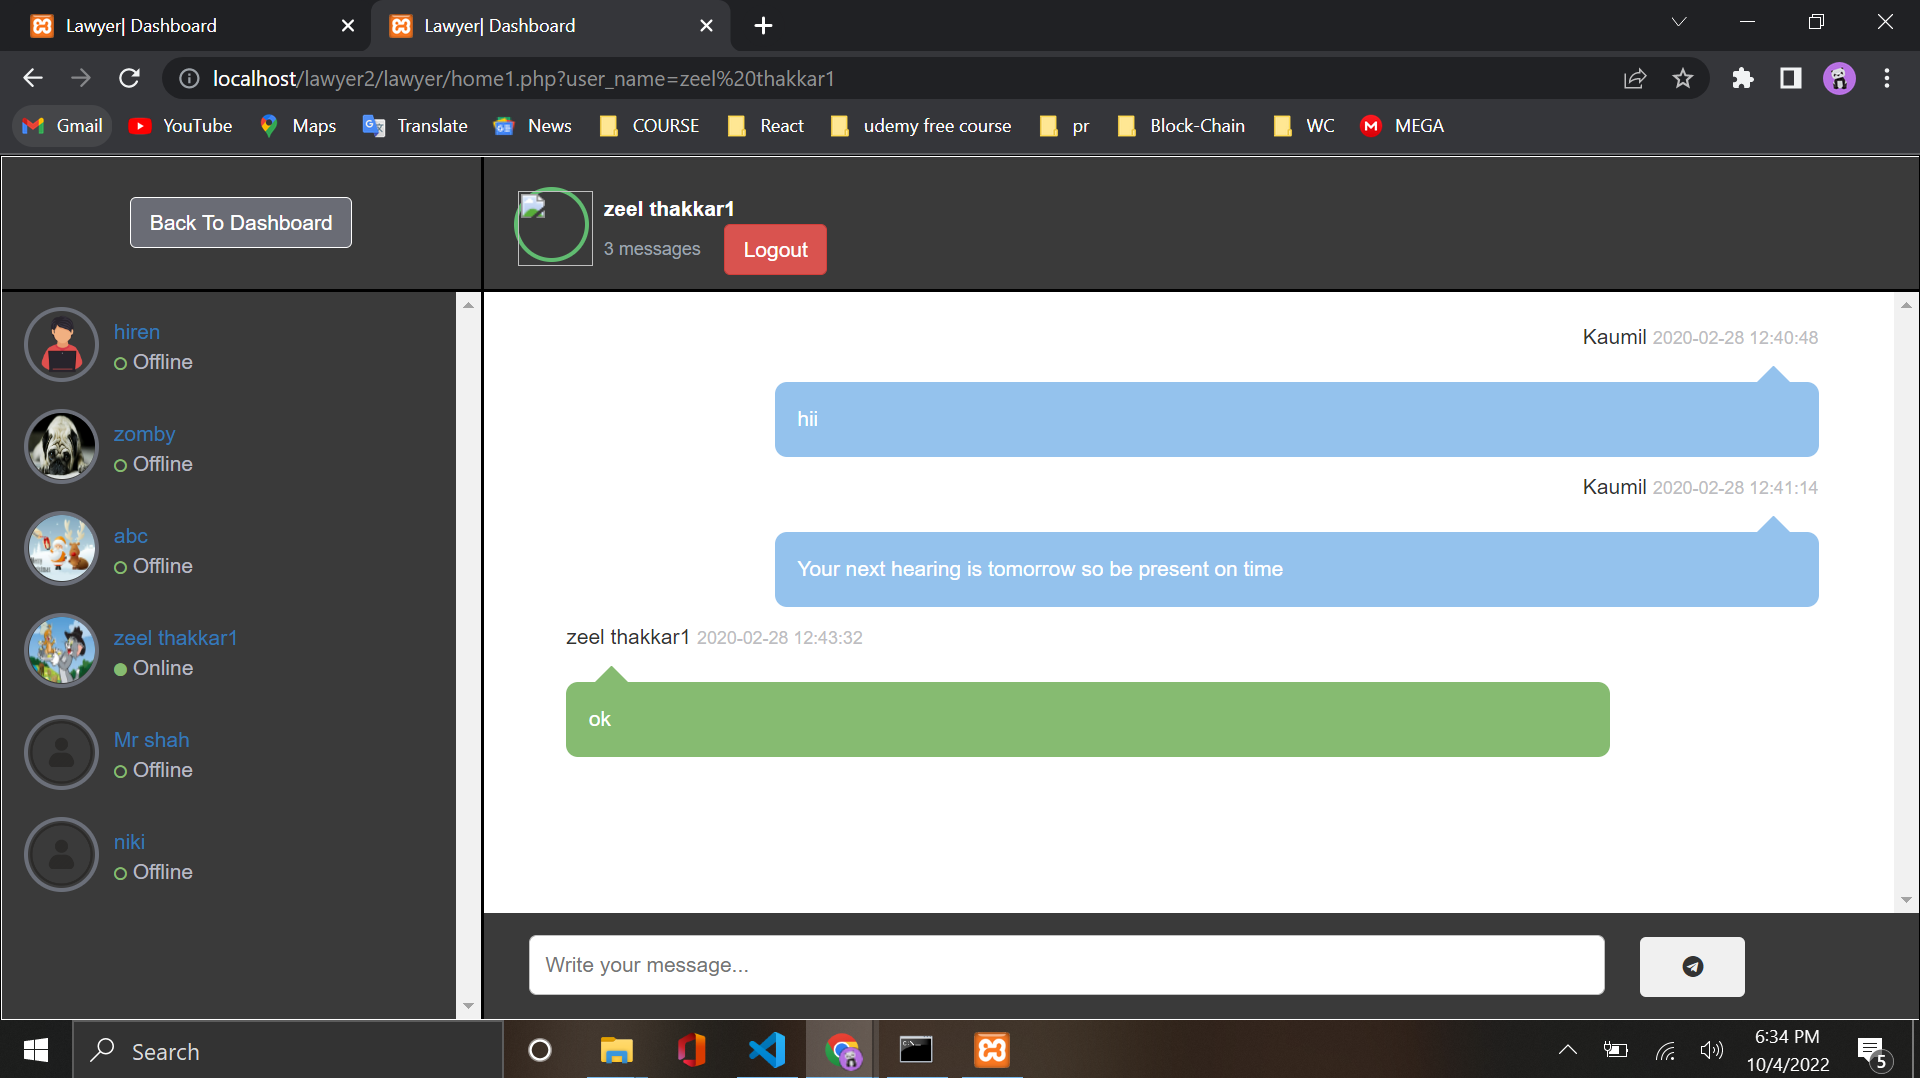 Lawyer| Dashboard
Lawyer| Dashboard
localhost/lawyer2/lawyer/home1.php?user_name=zeel%20thakkar1
Gmail YouTube Maps Translate News COURSE React udemy free course pr Block-Chain WC MEGA
Back To Dashboard
zeel thakkar1
3 messages Logout
hiren
Offline
zomby
Offline
abc
Offline
zeel thakkar1
Online
Mr shah
Offline
niki
Offline
Kaumil 2020-02-28 12:40:48
hii
Kaumil 2020-02-28 12:41:14
Your next hearing is tomorrow so be present on time
zeel thakkar1 2020-02-28 12:43:32
ok
Write your message...
Search
6:34 PM
10/4/2022
5